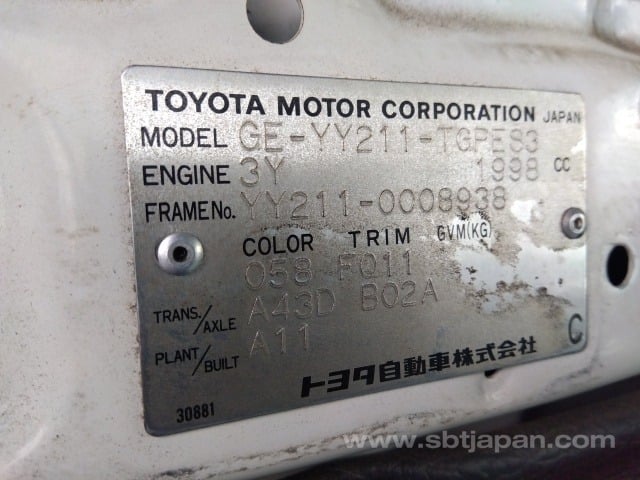 TOYOTA MOTOR CORPORATION JAPAN
MODEL GE-YY211-TGPES3
ENGINE 3Y 1998 CC
FRAME No. YY211-0008938
COLOR TRIM GVM(KG)
058 FQ11
TRANS./AXLE A43D B02A
PLANT/BUILT A11
C
トヨタ自動車株式会社
30881
www.sbtjapan.com